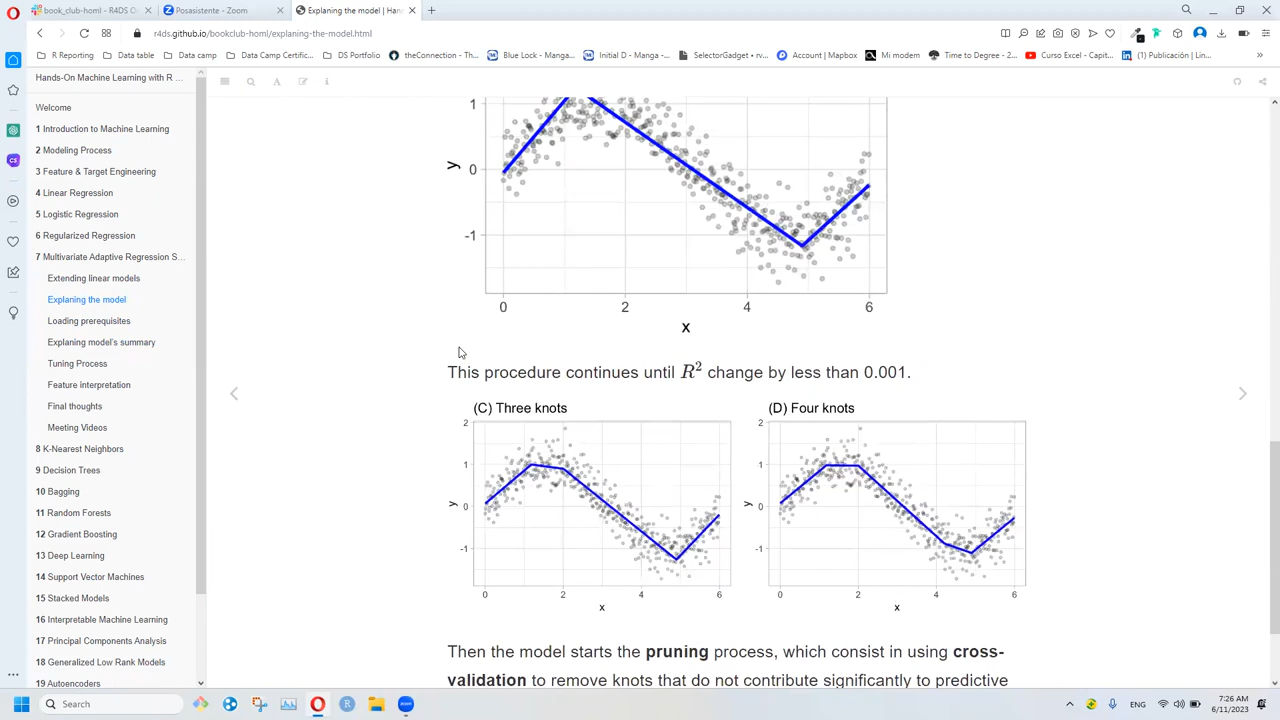 book_club-homl - R4DS O
Posasistente - Zoom
Explaning the model | Han
r4ds.github.io/bookclub-homl/explaning-the-model.html
R Reporting
Data table
Data camp
Data Camp Certific...
DS Portfolio
theConnection - Th...
Blue Lock - Manga...
Initial D - Manga -...
SelectorGadget • rv...
Account | Mapbox
Mi modem
Time to Degree - 2...
Curso Excel - Capit...
(1) Publicación | Lin...
Hands-On Machine Learning with R ...
Welcome
1 Introduction to Machine Learning
2 Modeling Process
3 Feature & Target Engineering
4 Linear Regression
5 Logistic Regression
6 Regularized Regression
7 Multivariate Adaptive Regression S...
Extending linear models
Explaning the model
Loading prerequisites
Explaning model's summary
Tuning Process
Feature interpretation
Final thoughts
Meeting Videos
8 K-Nearest Neighbors
9 Decision Trees
10 Bagging
11 Random Forests
12 Gradient Boosting
13 Deep Learning
14 Support Vector Machines
15 Stacked Models
16 Interpretable Machine Learning
17 Principal Components Analysis
18 Generalized Low Rank Models
19 Autoencoders
1
0
-1
y
0 2 4 6
x
This procedure continues until R² change by less than 0.001.
(C) Three knots
2
1
0
-1
y
0 2 4 6
x
(D) Four knots
2
1
0
-1
y
0 2 4 6
x
Then the model starts the pruning process, which consist in using cross-
validation to remove knots that do not contribute significantly to predictive
Search
ENG
7:26 AM
6/11/2023